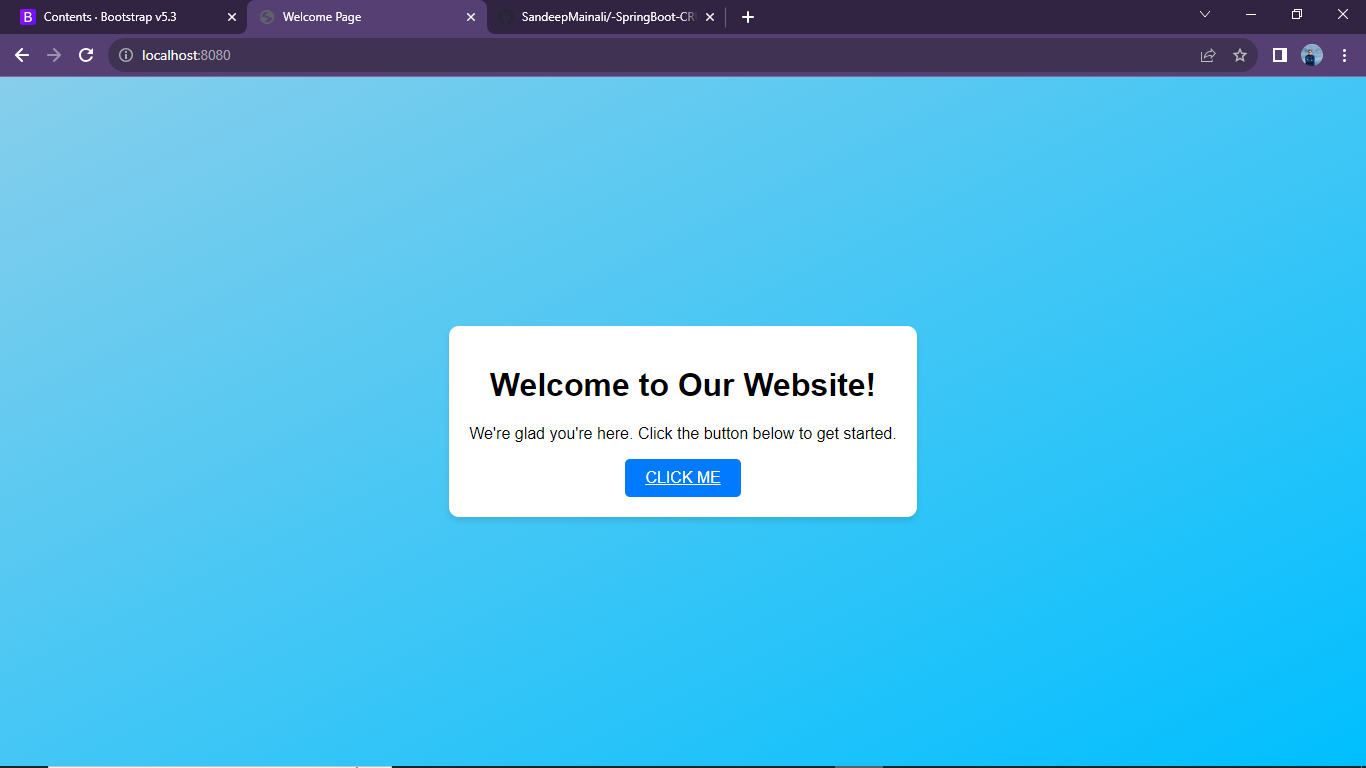 Contents · Bootstrap v5.3
Welcome Page
SandeepMainali/-SpringBoot-CR
localhost:8080
Welcome to Our Website!
We're glad you're here. Click the button below to get started.
CLICK ME